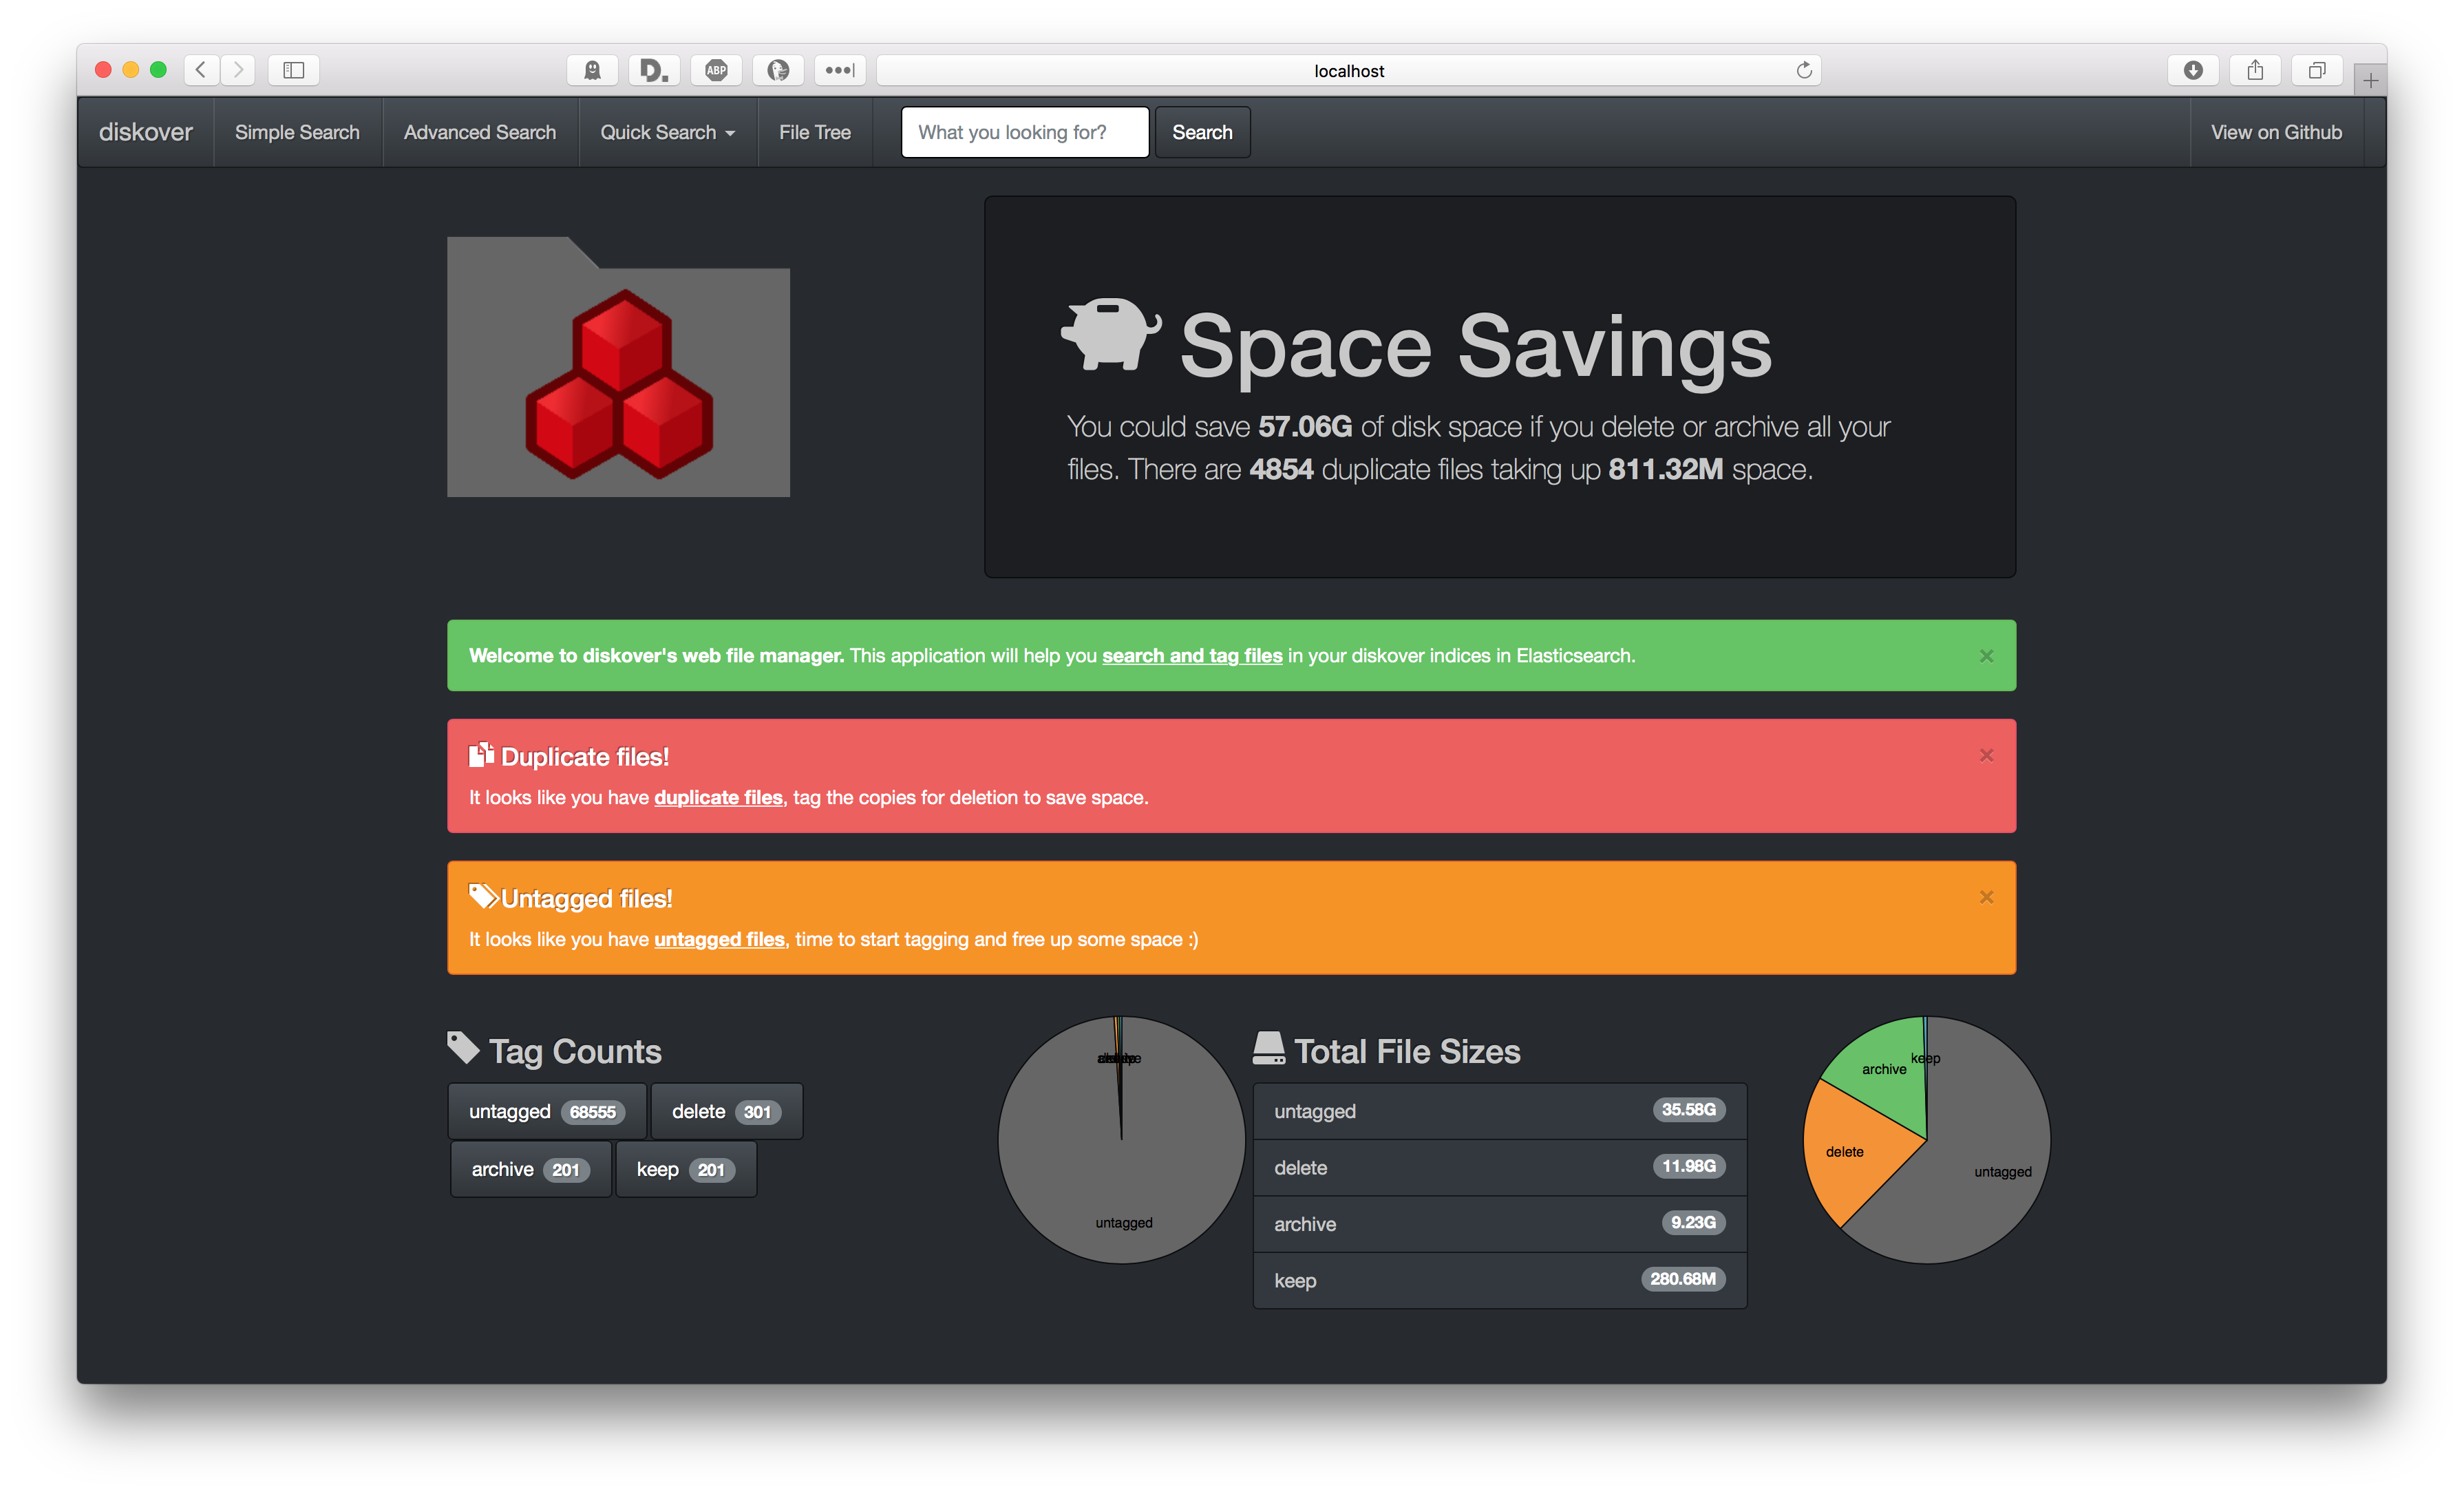 D.
ABP
localhost
diskover
Simple Search
Advanced Search
Quick Search
File Tree
What you looking for?
Search
View on Github
Space Savings
You could save 57.06G of disk space if you delete or archive all your
files. There are 4854 duplicate files taking up 811.32M space.
Welcome to diskover's web file manager. This application will help you search and tag files in your diskover indices in Elasticsearch.
×
Duplicate files!
×
It looks like you have duplicate files, tag the copies for deletion to save space.
Untagged files!
×
It looks like you have untagged files, time to start tagging and free up some space :)
Tag Counts
untagged 68555
delete 301
archive 201
keep 201
untagged
Total File Sizes
untagged 35.58G
delete 11.98G
archive 9.23G
keep 280.68M
keep
archive
delete
untagged